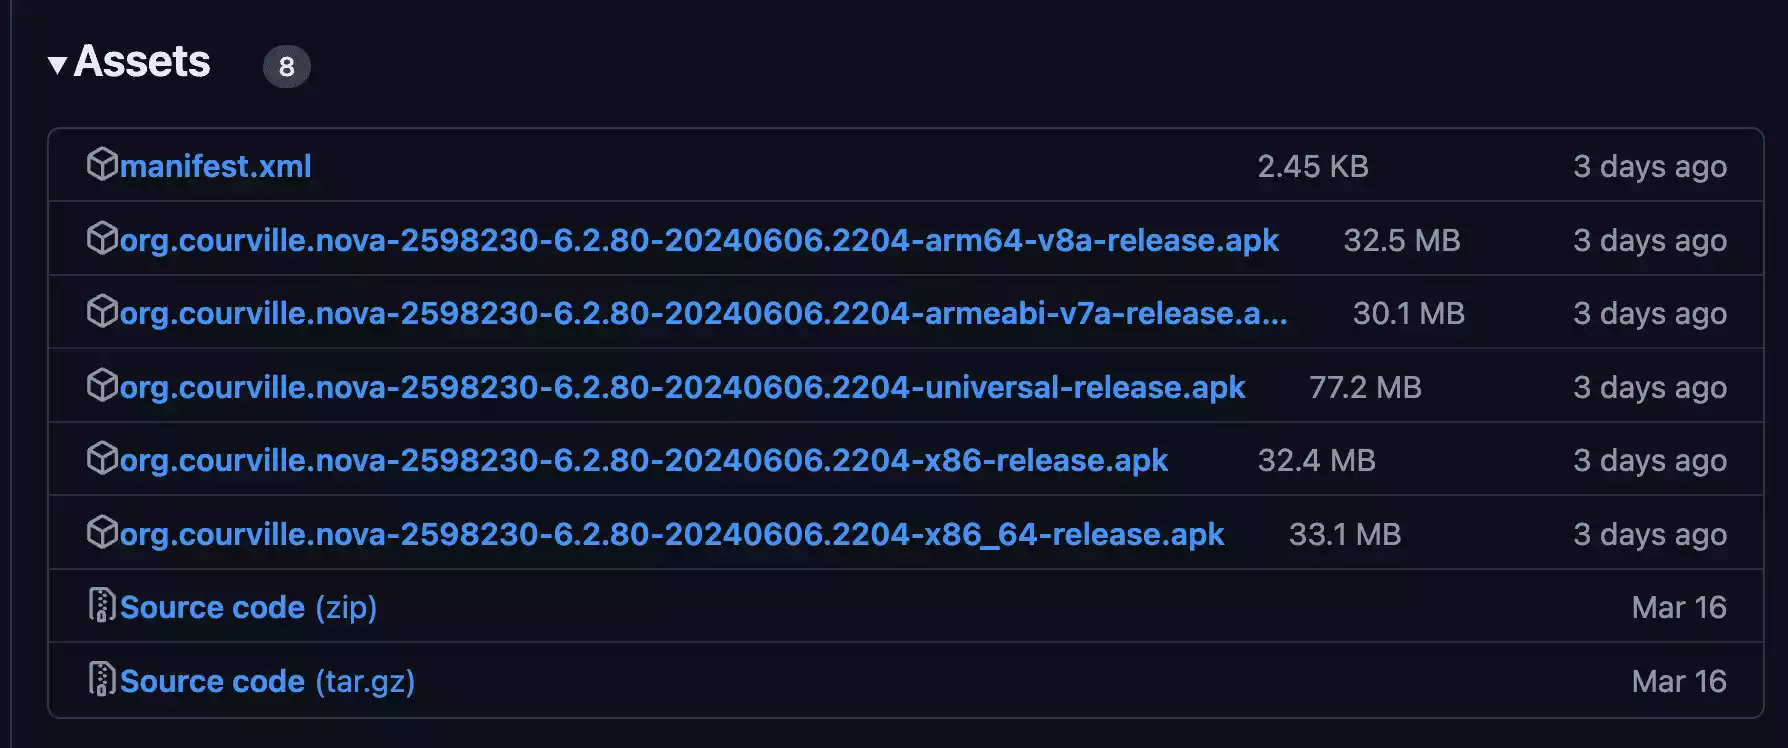 Assets 8
manifest.xml 2.45 KB 3 days ago
org.courville.nova-2598230-6.2.80-20240606.2204-arm64-v8a-release.apk 32.5 MB 3 days ago
org.courville.nova-2598230-6.2.80-20240606.2204-armeabi-v7a-release.a... 30.1 MB 3 days ago
org.courville.nova-2598230-6.2.80-20240606.2204-universal-release.apk 77.2 MB 3 days ago
org.courville.nova-2598230-6.2.80-20240606.2204-x86-release.apk 32.4 MB 3 days ago
org.courville.nova-2598230-6.2.80-20240606.2204-x86_64-release.apk 33.1 MB 3 days ago
Source code (zip) Mar 16
Source code (tar.gz) Mar 16